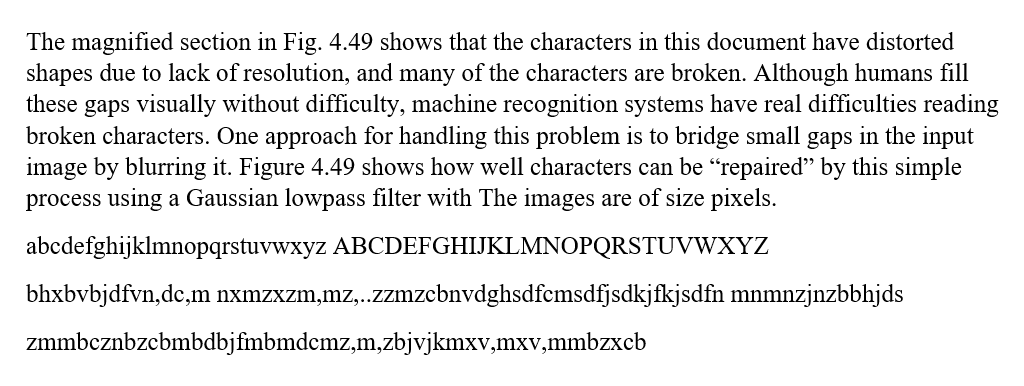 The magnified section in Fig. 4.49 shows that the characters in this document have distorted
shapes due to lack of resolution, and many of the characters are broken. Although humans fill
these gaps visually without difficulty, machine recognition systems have real difficulties reading
broken characters. One approach for handling this problem is to bridge small gaps in the input
image by blurring it. Figure 4.49 shows how well characters can be “repaired” by this simple
process using a Gaussian lowpass filter with The images are of size pixels.
abcdefghijklmnopqrstuvwxyz ABCDEFGHIJKLMNOPQRSTUVWXYZ
bhxbvbjdfvn,dc,m nxmzxzm,mz,..zzmzcbnvdghsdfcmsdfjsdkjfkjsdfn mnmnzjnzbbhjds
zmmbcznbzcbmbdbjfmbmdcmz,m,zbjvjkmxv,mxv,mmbzxcb